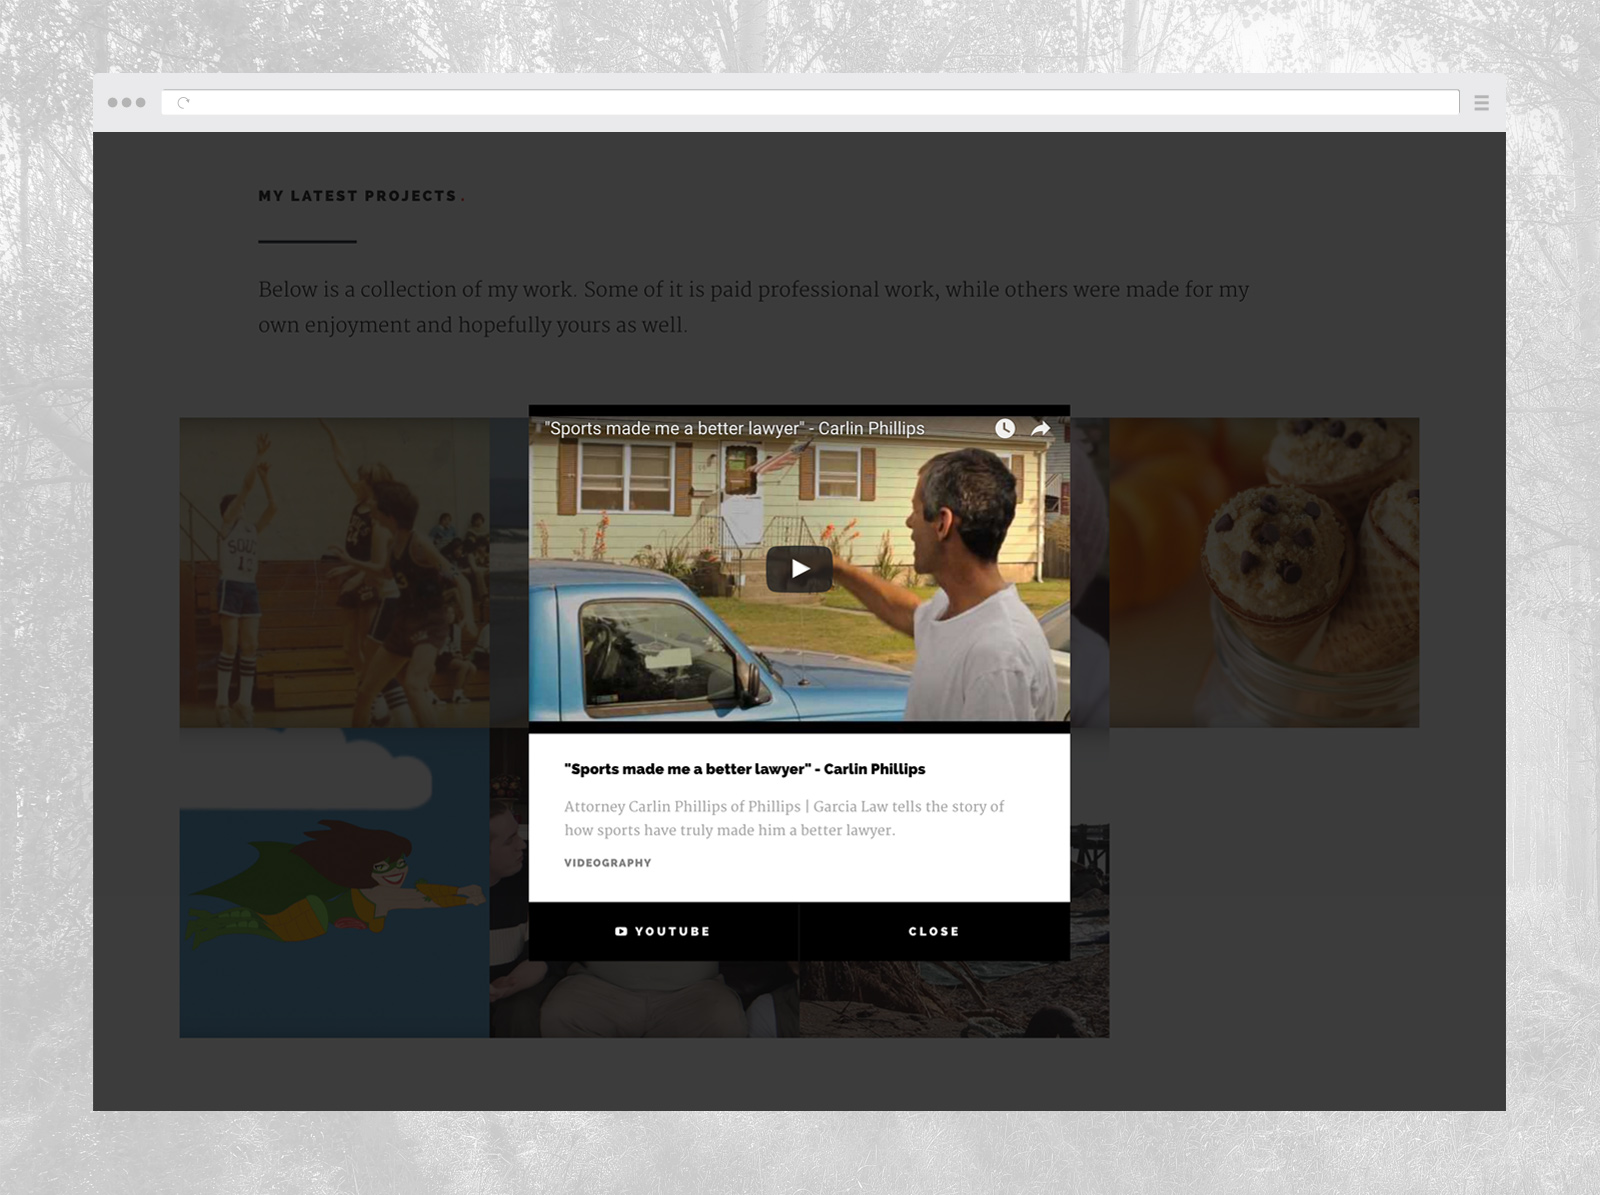 MY LATEST PROJECTS.
Below is a collection of my work. Some of it is paid professional work, while others were made for my
own enjoyment and hopefully yours as well.
"Sports made me a better lawyer" - Carlin Phillips
"Sports made me a better lawyer" - Carlin Phillips
Attorney Carlin Phillips of Phillips | Garcia Law tells the story of
how sports have truly made him a better lawyer.
VIDEOGRAPHY
YOUTUBE
CLOSE